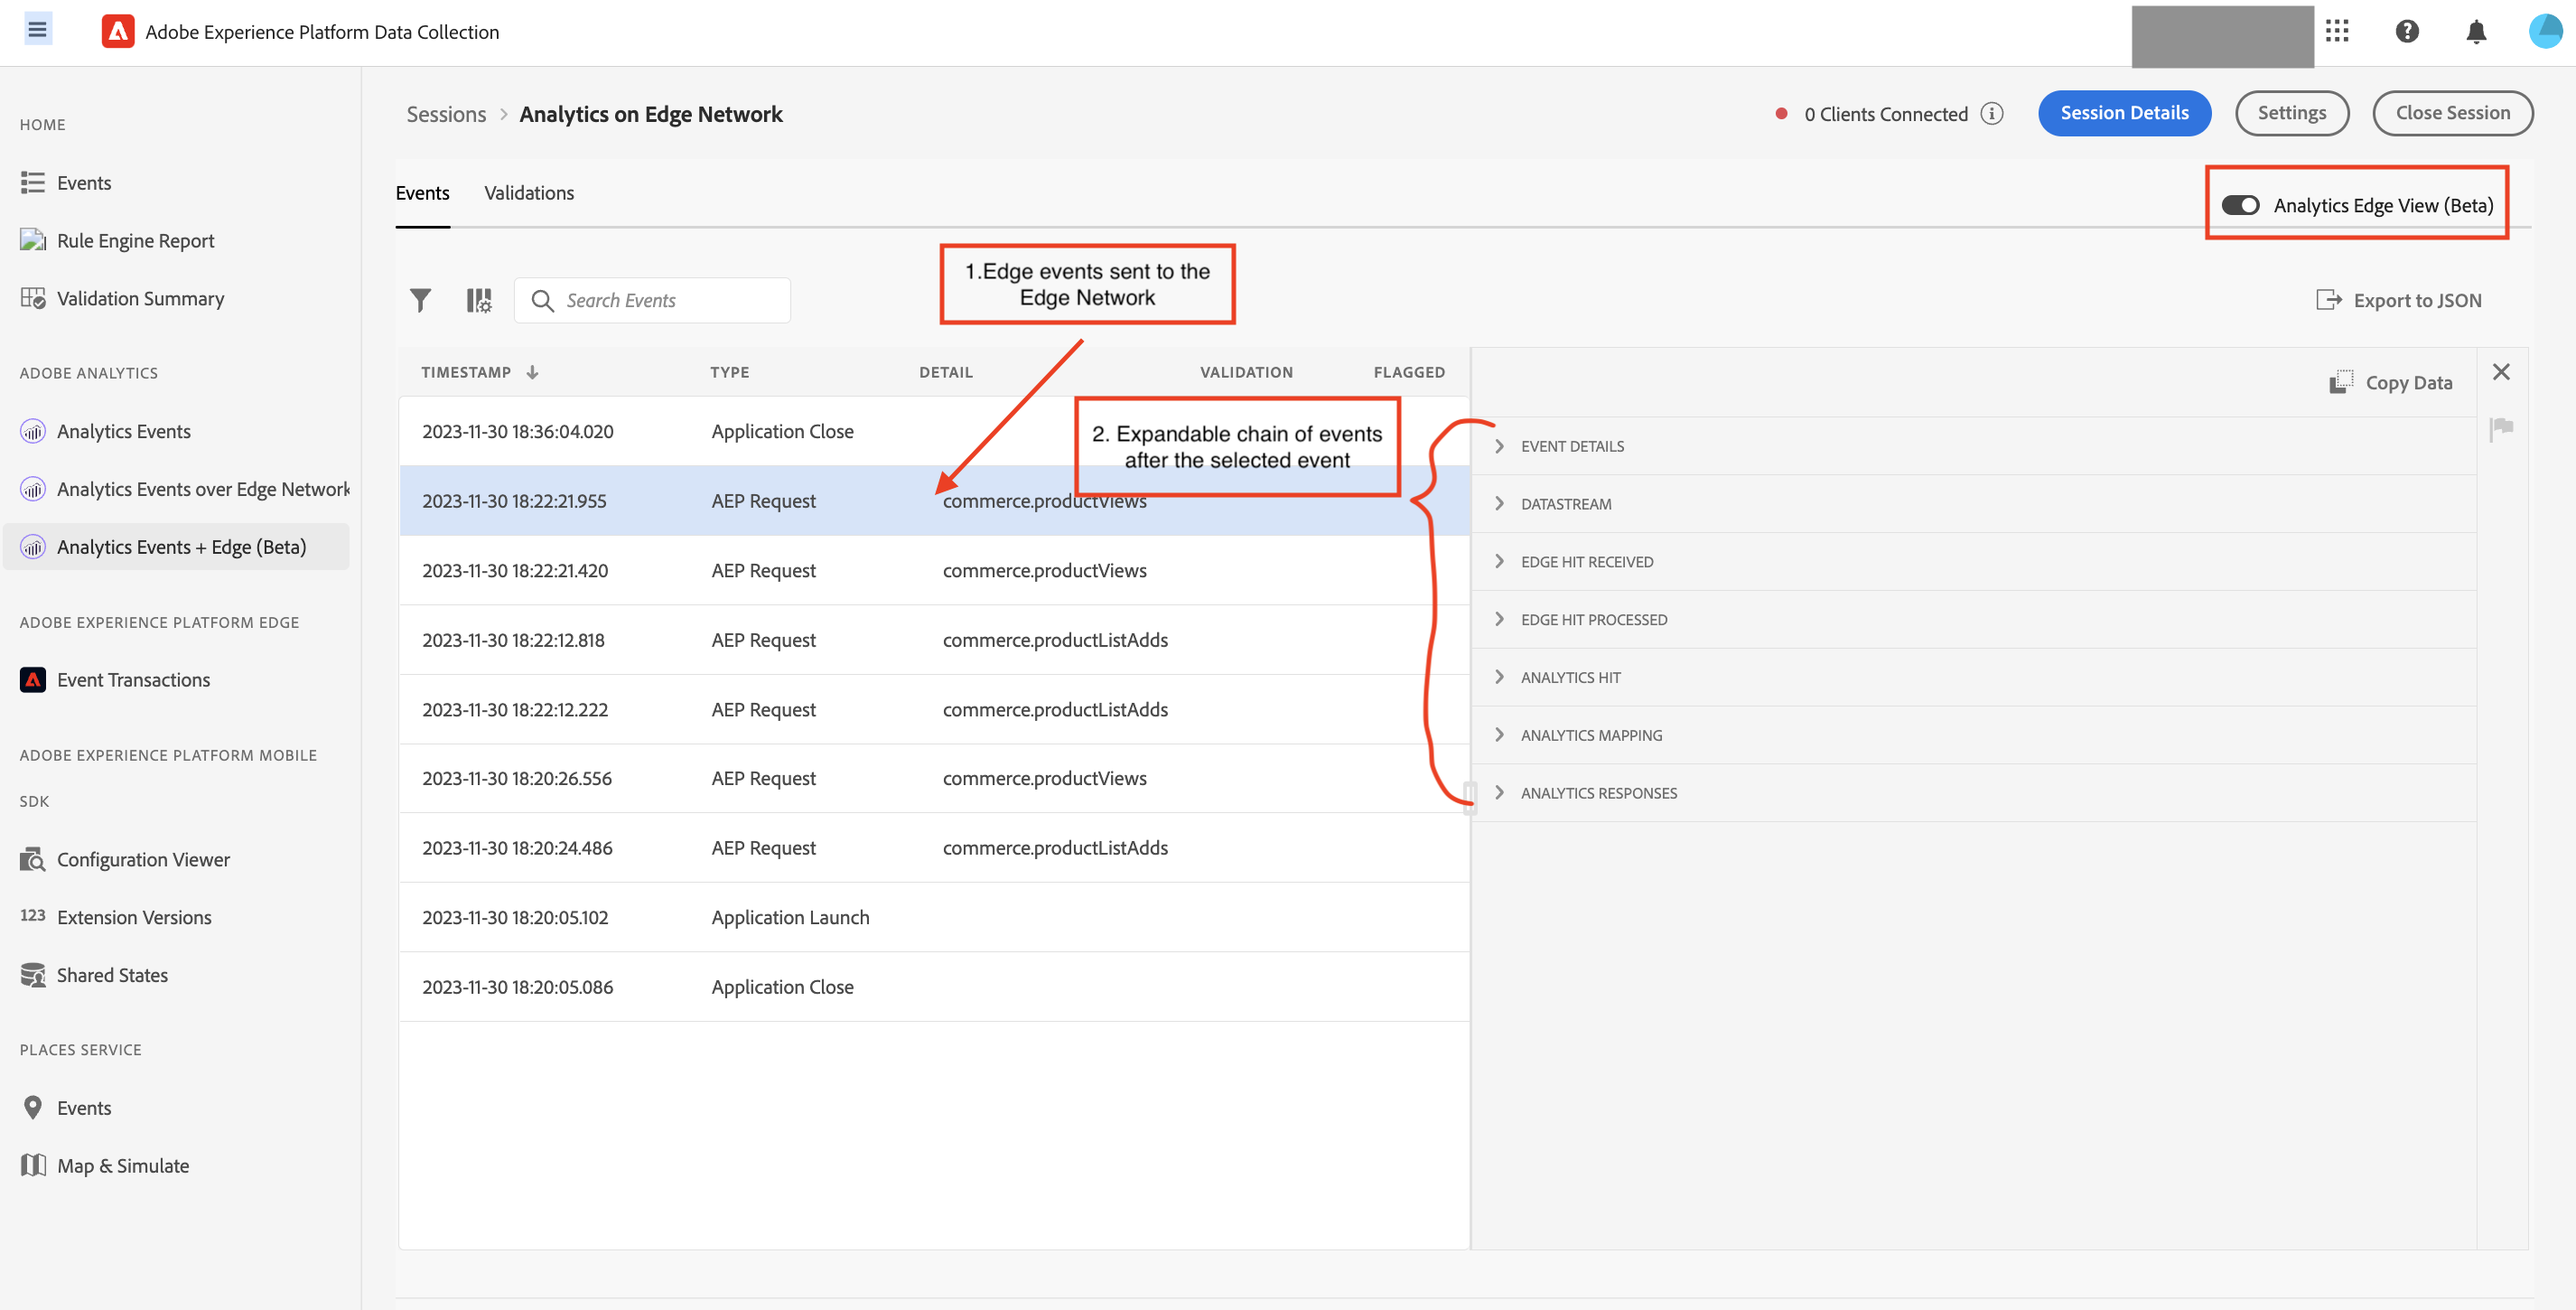 Adobe Experience Platform Data Collection
HOME
Events
Rule Engine Report
Validation Summary
ADOBE ANALYTICS
Analytics Events
Analytics Events over Edge Network
Analytics Events + Edge (Beta)
ADOBE EXPERIENCE PLATFORM EDGE
Event Transactions
ADOBE EXPERIENCE PLATFORM MOBILE
SDK
Configuration Viewer
123 Extension Versions
Shared States
PLACES SERVICE
Events
Map & Simulate
Sessions > Analytics on Edge Network
0 Clients Connected
Session Details
Settings
Close Session
Events Validations
Analytics Edge View (Beta)
1.Edge events sent to the
Edge Network
Search Events
Export to JSON
TIMESTAMP TYPE DETAIL VALIDATION FLAGGED
2. Expandable chain of events
after the selected event
2023-11-30 18:36:04.020 Application Close
2023-11-30 18:22:21.955 AEP Request commerce.productViews
2023-11-30 18:22:21.420 AEP Request commerce.productViews
2023-11-30 18:22:12.818 AEP Request commerce.productListAdds
2023-11-30 18:22:12.222 AEP Request commerce.productListAdds
2023-11-30 18:20:26.556 AEP Request commerce.productViews
2023-11-30 18:20:24.486 AEP Request commerce.productListAdds
2023-11-30 18:20:05.102 Application Launch
2023-11-30 18:20:05.086 Application Close
Copy Data
EVENT DETAILS
DATASTREAM
EDGE HIT RECEIVED
EDGE HIT PROCESSED
ANALYTICS HIT
ANALYTICS MAPPING
ANALYTICS RESPONSES